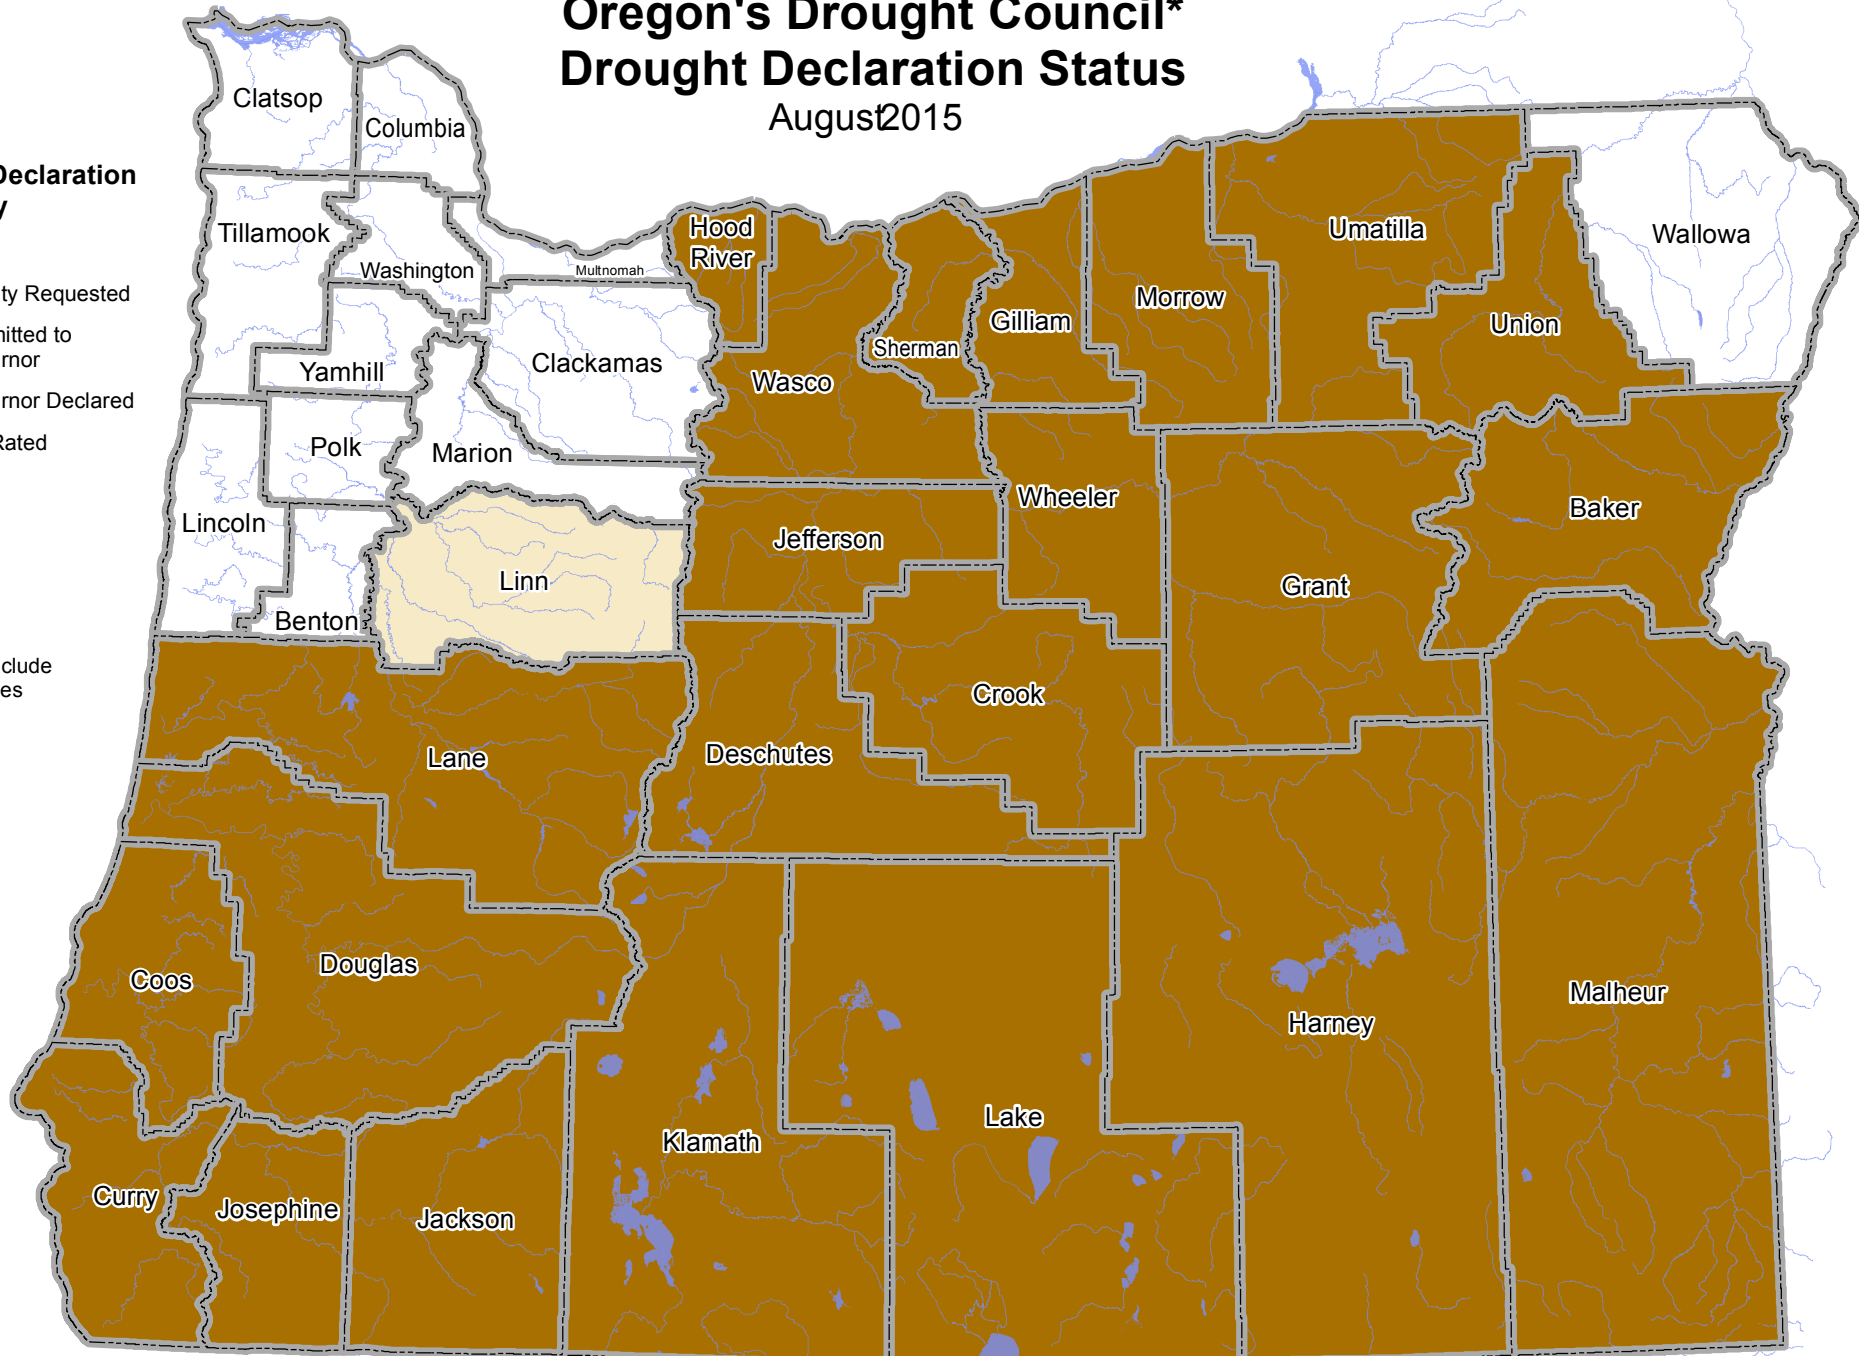 Oregon's Drought Council*
Drought Declaration Status
August2015
Declaration
y
ty Requested
mitted to
rnor
rnor Declared
Rated
clude
es
Clatsop
Columbia
Tillamook
Washington
Multnomah
Hood
River
Yamhill
Clackamas
Wasco
Sherman
Gilliam
Morrow
Umatilla
Union
Wallowa
Polk
Marion
Lincoln
Benton
Linn
Jefferson
Wheeler
Grant
Baker
Lane
Deschutes
Crook
Coos
Douglas
Klamath
Lake
Harney
Malheur
Curry
Josephine
Jackson